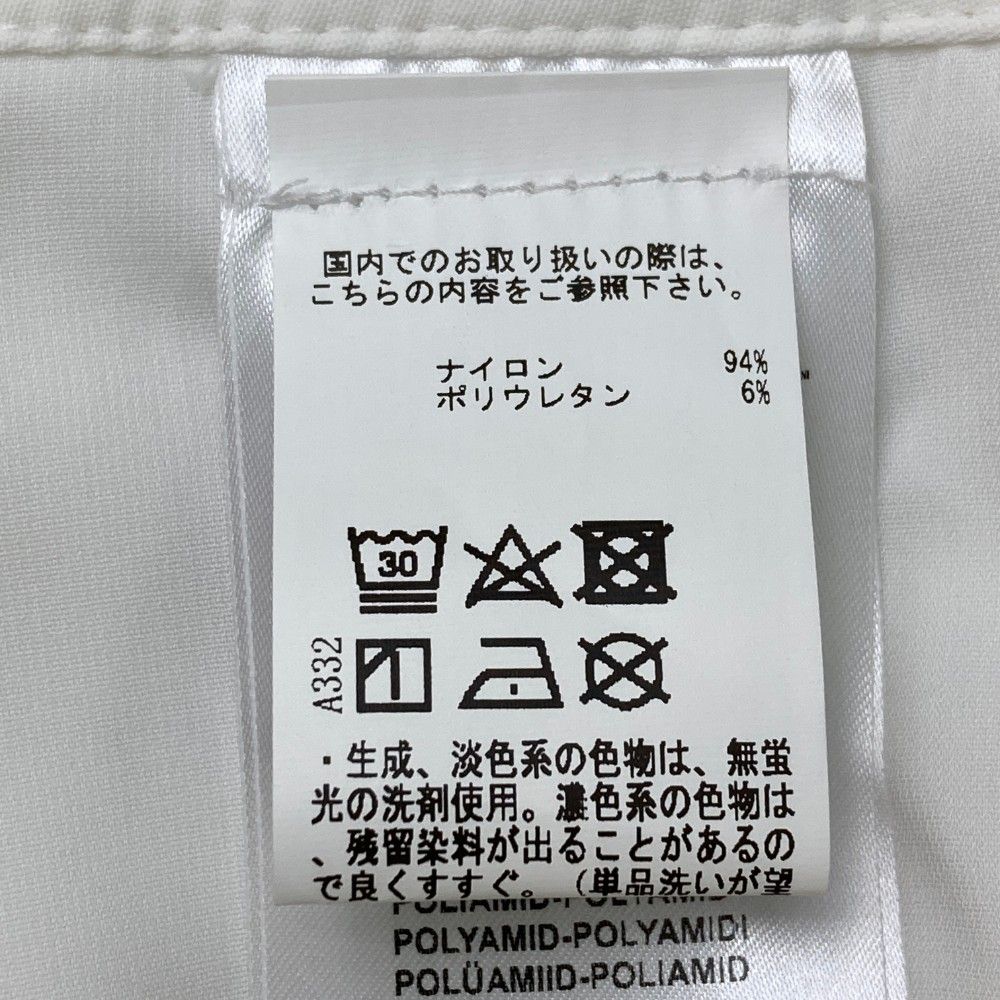 国内でのお取り扱いの際は、
こちらの内容をご参照下さい。
ナイロン 94%
ポリウレタン 6%
30
A332
・生成、淡色系の色物は、無蛍
光の洗剤使用。濃色系の色物は
、残留染料が出ることがあるの
で良くすすぐ。(単品洗いが望
POLIAMID-POLYAMID
POLYAMID-POLYAMIDI
POLÜAMIID-POLIAMID